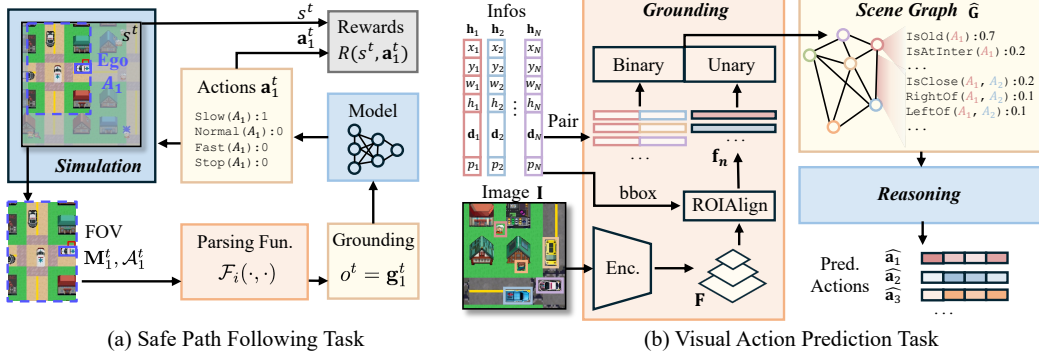 s^t
s^t
Ego
A_1
Simulation
a_1^t
Rewards
R(s^t, a_1^t)
Actions a_1^t
Slow(A_1):1
Normal(A_1):0
Fast(A_1):0
Stop(A_1):0
Model
FOV
M_1^t, 𝒜_1^t
Parsing Fun.
ℱ_i(·,·)
Grounding
o^t = g_1^t
(a) Safe Path Following Task
Infos
h_1 h_2 h_N
x_1 x_2 x_N
y_1 y_2 y_N
w_1 w_2 w_N
h_1 h_2 ⋮ h_N
d_1 d_2 d_N
p_1 p_2 p_N
Pair
bbox
Image I
Grounding
Binary
Unary
...
...
f_n
ROIAlign
Enc.
F
Scene Graph Ĝ
IsOld(A_1):0.7
IsAtInter(A_1):0.2
...
IsClose(A_1, A_2):0.2
RightOf(A_1, A_2):0.1
LeftOf(A_1, A_2):0.1
...
Reasoning
Pred.
Actions
â_1
â_2
â_3
...
(b) Visual Action Prediction Task